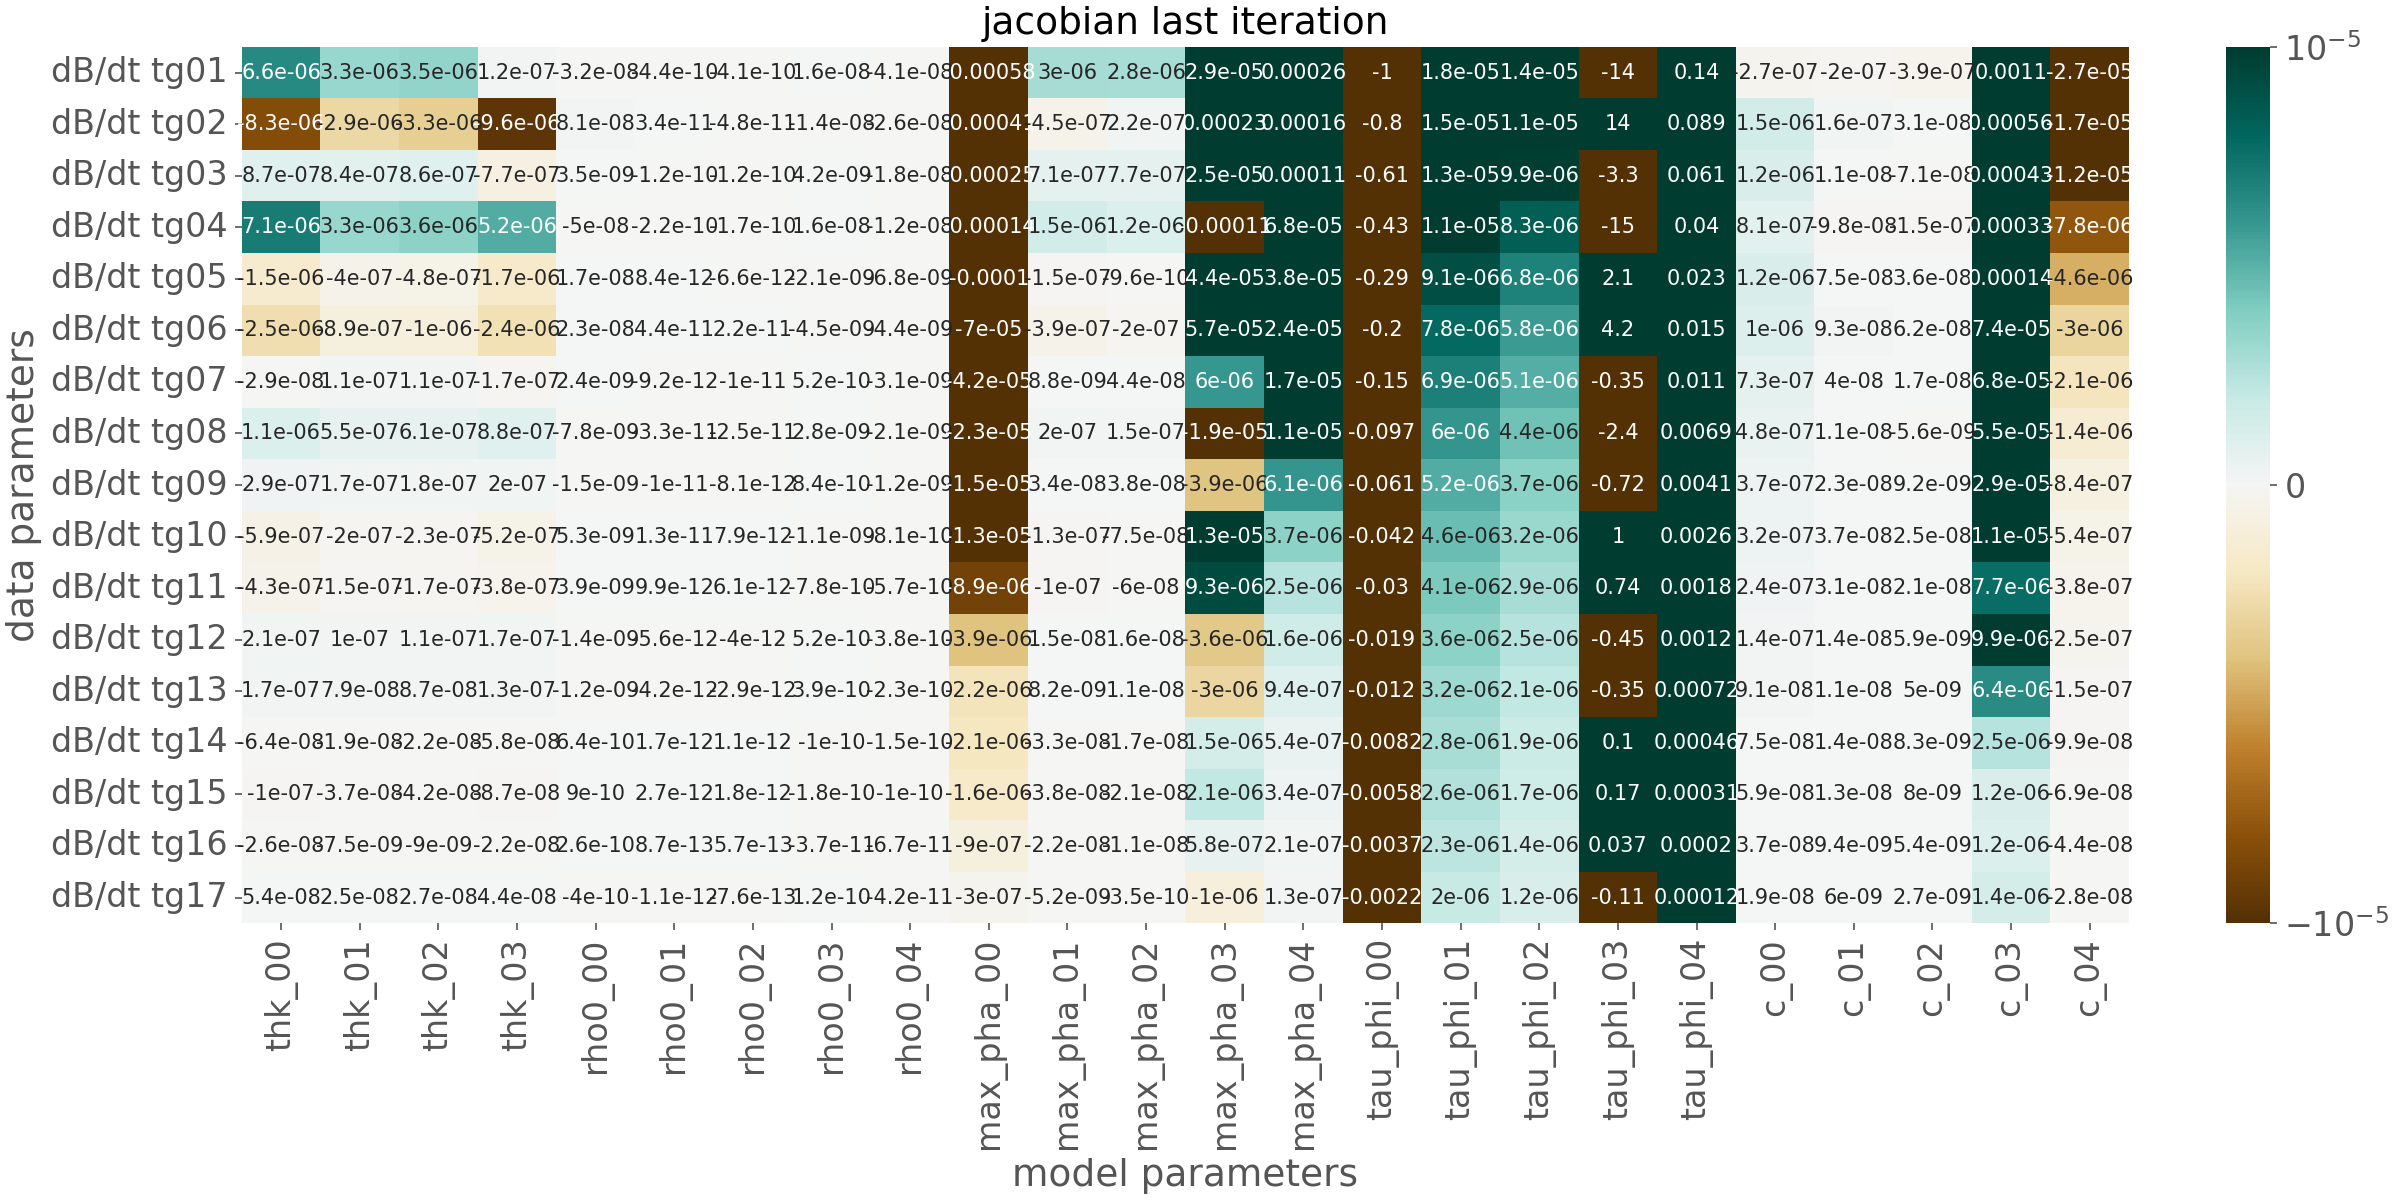 jacobian last iteration
dB/dt tg01 6.6e-06 3.3e-06 3.5e-06 1.2e-07 -3.2e-08 -4.4e-10 -4.1e-10 1.6e-08 -4.1e-08 -0.00058 3e-06 2.8e-06 2.9e-05 0.00026 -1 1.8e-05 1.4e-05 -14 0.14 -2.7e-07 -2e-07 -3.9e-07 0.0011 -2.7e-05
dB/dt tg02 -8.3e-06 -2.9e-06 -3.3e-06 -9.6e-06 8.1e-08 3.4e-11 -4.8e-11 -1.4e-08 -2.6e-08 -0.00041 -4.5e-07 2.2e-07 0.00023 0.00016 -0.8 1.5e-05 1.1e-05 14 0.089 1.5e-06 1.6e-07 3.1e-08 0.00056 -1.7e-05
dB/dt tg03 8.7e-07 8.4e-07 8.6e-07 -7.7e-07 3.5e-09 -1.2e-10 -1.2e-10 4.2e-09 -1.8e-08 -0.00025 7.1e-07 7.7e-07 2.5e-05 0.00011 -0.61 1.3e-05 9.9e-06 -3.3 0.061 1.2e-06 1.1e-08 -7.1e-08 0.00043 -1.2e-05
dB/dt tg04 7.1e-06 3.3e-06 3.6e-06 5.2e-06 -5e-08 -2.2e-10 -1.7e-10 1.6e-08 -1.2e-08 -0.00014 1.5e-06 1.2e-06 -0.00011 6.8e-05 -0.43 1.1e-05 8.3e-06 -15 0.04 8.1e-07 -9.8e-08 -1.5e-07 0.00033 -7.8e-06
dB/dt tg05 -1.5e-06 -4e-07 -4.8e-07 -1.7e-06 1.7e-08 8.4e-12 -6.6e-12 -2.1e-09 -6.8e-09 -0.0001 -1.5e-07 -9.6e-10 4.4e-05 3.8e-05 -0.29 9.1e-06 6.8e-06 2.1 0.023 1.2e-06 7.5e-08 3.6e-08 0.00014 -4.6e-06
dB/dt tg06 -2.5e-06 -8.9e-07 -1e-06 -2.4e-06 2.3e-08 4.4e-11 2.2e-11 -4.5e-09 -4.4e-09 -7e-05 -3.9e-07 -2e-07 5.7e-05 2.4e-05 -0.2 7.8e-06 5.8e-06 4.2 0.015 1e-06 9.3e-08 6.2e-08 7.4e-05 -3e-06
dB/dt tg07 -2.9e-08 1.1e-07 1.1e-07 -1.7e-07 2.4e-09 -9.2e-12 -1e-11 5.2e-10 -3.1e-09 -4.2e-05 8.8e-09 4.4e-08 6e-06 1.7e-05 -0.15 6.9e-06 5.1e-06 -0.35 0.011 7.3e-07 4e-08 1.7e-08 6.8e-05 -2.1e-06
dB/dt tg08 1.1e-06 5.5e-07 6.1e-07 8.8e-07 -7.8e-09 -3.3e-11 -2.5e-11 2.8e-09 -2.1e-09 -2.3e-05 2e-07 1.5e-07 -1.9e-05 1.1e-05 -0.097 6e-06 4.4e-06 -2.4 0.0069 4.8e-07 1.1e-08 -5.6e-09 5.5e-05 -1.4e-06
dB/dt tg09 2.9e-07 1.7e-07 1.8e-07 2e-07 -1.5e-09 -1e-11 -8.1e-12 8.4e-10 -1.2e-09 -1.5e-05 3.4e-08 3.8e-08 -3.9e-06 6.1e-06 -0.061 5.2e-06 3.7e-06 -0.72 0.0041 3.7e-07 2.3e-08 9.2e-09 2.9e-05 -8.4e-07
dB/dt tg10 -5.9e-07 -2e-07 -2.3e-07 -5.2e-07 5.3e-09 1.3e-11 7.9e-12 -1.1e-09 -8.1e-10 -1.3e-05 -1.3e-07 -7.5e-08 1.3e-05 3.7e-06 -0.042 4.6e-06 3.2e-06 1 0.0026 3.2e-07 3.7e-08 2.5e-08 1.1e-05 -5.4e-07
dB/dt tg11 -4.3e-07 -1.5e-07 -1.7e-07 -3.8e-07 3.9e-09 9.9e-12 6.1e-12 -7.8e-10 -5.7e-10 -8.9e-06 -1e-07 -6e-08 9.3e-06 2.5e-06 -0.03 4.1e-06 2.9e-06 0.74 0.0018 2.4e-07 3.1e-08 2.1e-08 7.7e-06 -3.8e-07
dB/dt tg12 2.1e-07 1e-07 1.1e-07 1.7e-07 -1.4e-09 -5.6e-12 -4e-12 5.2e-10 -3.8e-10 -3.9e-06 1.5e-08 1.6e-08 -3.6e-06 1.6e-06 -0.019 3.6e-06 2.5e-06 -0.45 0.0012 1.4e-07 1.4e-08 5.9e-09 9.9e-06 -2.5e-07
dB/dt tg13 1.7e-07 7.9e-08 8.7e-08 1.3e-07 -1.2e-09 -4.2e-12 -2.9e-12 3.9e-10 -2.3e-10 -2.2e-06 8.2e-09 1.1e-08 -3e-06 9.4e-07 -0.012 3.2e-06 2.1e-06 -0.35 0.00072 9.1e-08 1.1e-08 5e-09 6.4e-06 -1.5e-07
dB/dt tg14 -6.4e-08 -1.9e-08 -2.2e-08 -5.8e-08 6.4e-10 1.7e-12 1.1e-12 -1e-10 -1.5e-10 -2.1e-06 -3.3e-08 -1.7e-08 1.5e-06 5.4e-07 -0.0082 2.8e-06 1.9e-06 0.1 0.00046 7.5e-08 1.4e-08 8.3e-09 2.5e-06 -9.9e-08
dB/dt tg15 -1e-07 -3.7e-08 -4.2e-08 -8.7e-08 9e-10 2.7e-12 1.8e-12 -1.8e-10 -1e-10 -1.6e-06 -3.8e-08 -2.1e-08 2.1e-06 3.4e-07 -0.0058 2.6e-06 1.7e-06 0.17 0.00031 5.9e-08 1.3e-08 8e-09 1.2e-06 -6.9e-08
dB/dt tg16 -2.6e-08 -7.5e-09 -9e-09 -2.2e-08 2.6e-10 8.7e-13 5.7e-13 -3.7e-11 -6.7e-11 -9e-07 -2.2e-08 -1.1e-08 5.8e-07 2.1e-07 -0.0037 2.3e-06 1.4e-06 0.037 0.0002 3.7e-08 9.4e-09 5.4e-09 1.2e-06 -4.4e-08
dB/dt tg17 5.4e-08 2.5e-08 2.7e-08 4.4e-08 -4e-10 -1.1e-12 -7.6e-13 1.2e-10 -4.2e-11 -3e-07 -5.2e-09 -3.5e-10 -1e-06 1.3e-07 -0.0022 2e-06 1.2e-06 -0.11 0.00012 1.9e-08 6e-09 2.7e-09 1.4e-06 -2.8e-08
thk_00 thk_01 thk_02 thk_03 rho0_00 rho0_01 rho0_02 rho0_03 rho0_04 max_pha_00 max_pha_01 max_pha_02 max_pha_03 max_pha_04 tau_phi_00 tau_phi_01 tau_phi_02 tau_phi_03 tau_phi_04 c_00 c_01 c_02 c_03 c_04
model parameters
data parameters
10⁻⁵
0
−10⁻⁵